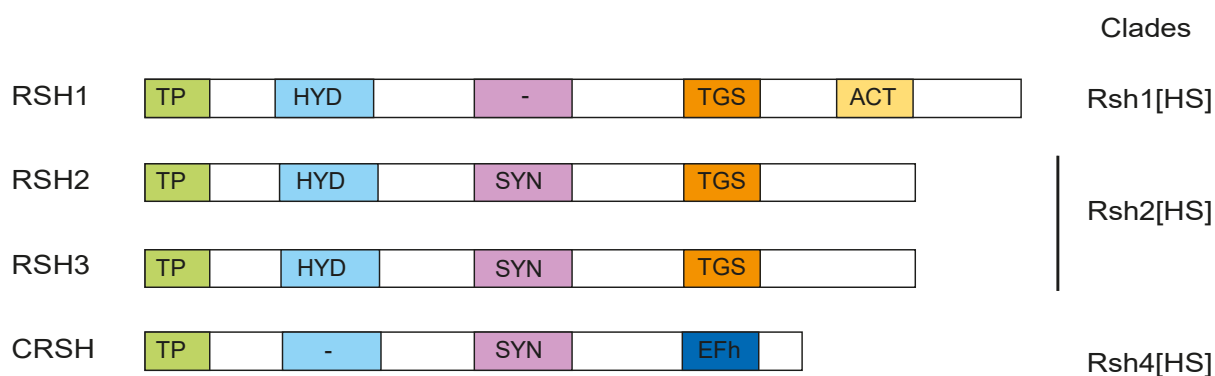 Clades
RSH1 TP HYD - TGS ACT Rsh1[HS]
RSH2 TP HYD SYN TGS
Rsh2[HS]
RSH3 TP HYD SYN TGS
CRSH TP - SYN EFh Rsh4[HS]